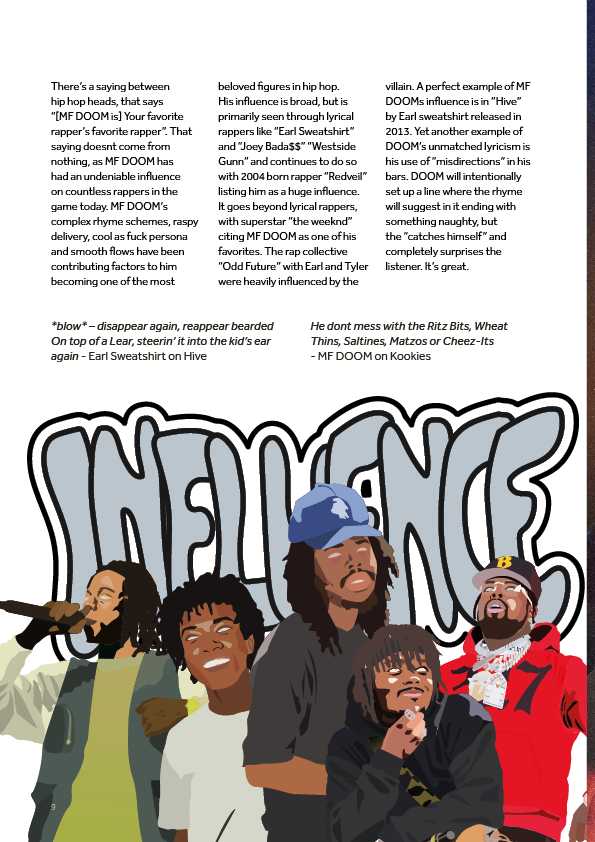 There's a saying between
hip hop heads, that says
"[MF DOOM is] Your favorite
rapper's favorite rapper". That
saying doesnt come from
nothing, as MF DOOM has
had an undeniable influence
on countless rappers in the
game today. MF DOOM's
complex rhyme schemes, raspy
delivery, cool as fuck persona
and smooth flows have been
contributing factors to him
becoming one of the most
beloved figures in hip hop.
His influence is broad, but is
primarily seen through lyrical
rappers like "Earl Sweatshirt"
and "Joey Bada$$" "Westside
Gunn" and continues to do so
with 2004 born rapper "Redveil"
listing him as a huge influence.
It goes beyond lyrical rappers,
with superstar "the weeknd"
citing MF DOOM as one of his
favorites. The rap collective
"Odd Future" with Earl and Tyler
were heavily influenced by the
villain. A perfect example of MF
DOOMs influence is in "Hive"
by Earl sweatshirt released in
2013. Yet another example of
DOOM's unmatched lyricism is
his use of "misdirections" in his
bars. DOOM will intentionally
set up a line where the rhyme
will suggest in it ending with
something naughty, but
the "catches himself" and
completely surprises the
listener. It's great.
*blow* – disappear again, reappear bearded
On top of a Lear, steerin' it into the kid's ear
again - Earl Sweatshirt on Hive
He dont mess with the Ritz Bits, Wheat
Thins, Saltines, Matzos or Cheez-Its
- MF DOOM on Kookies
INFLUENCE
B
7
9